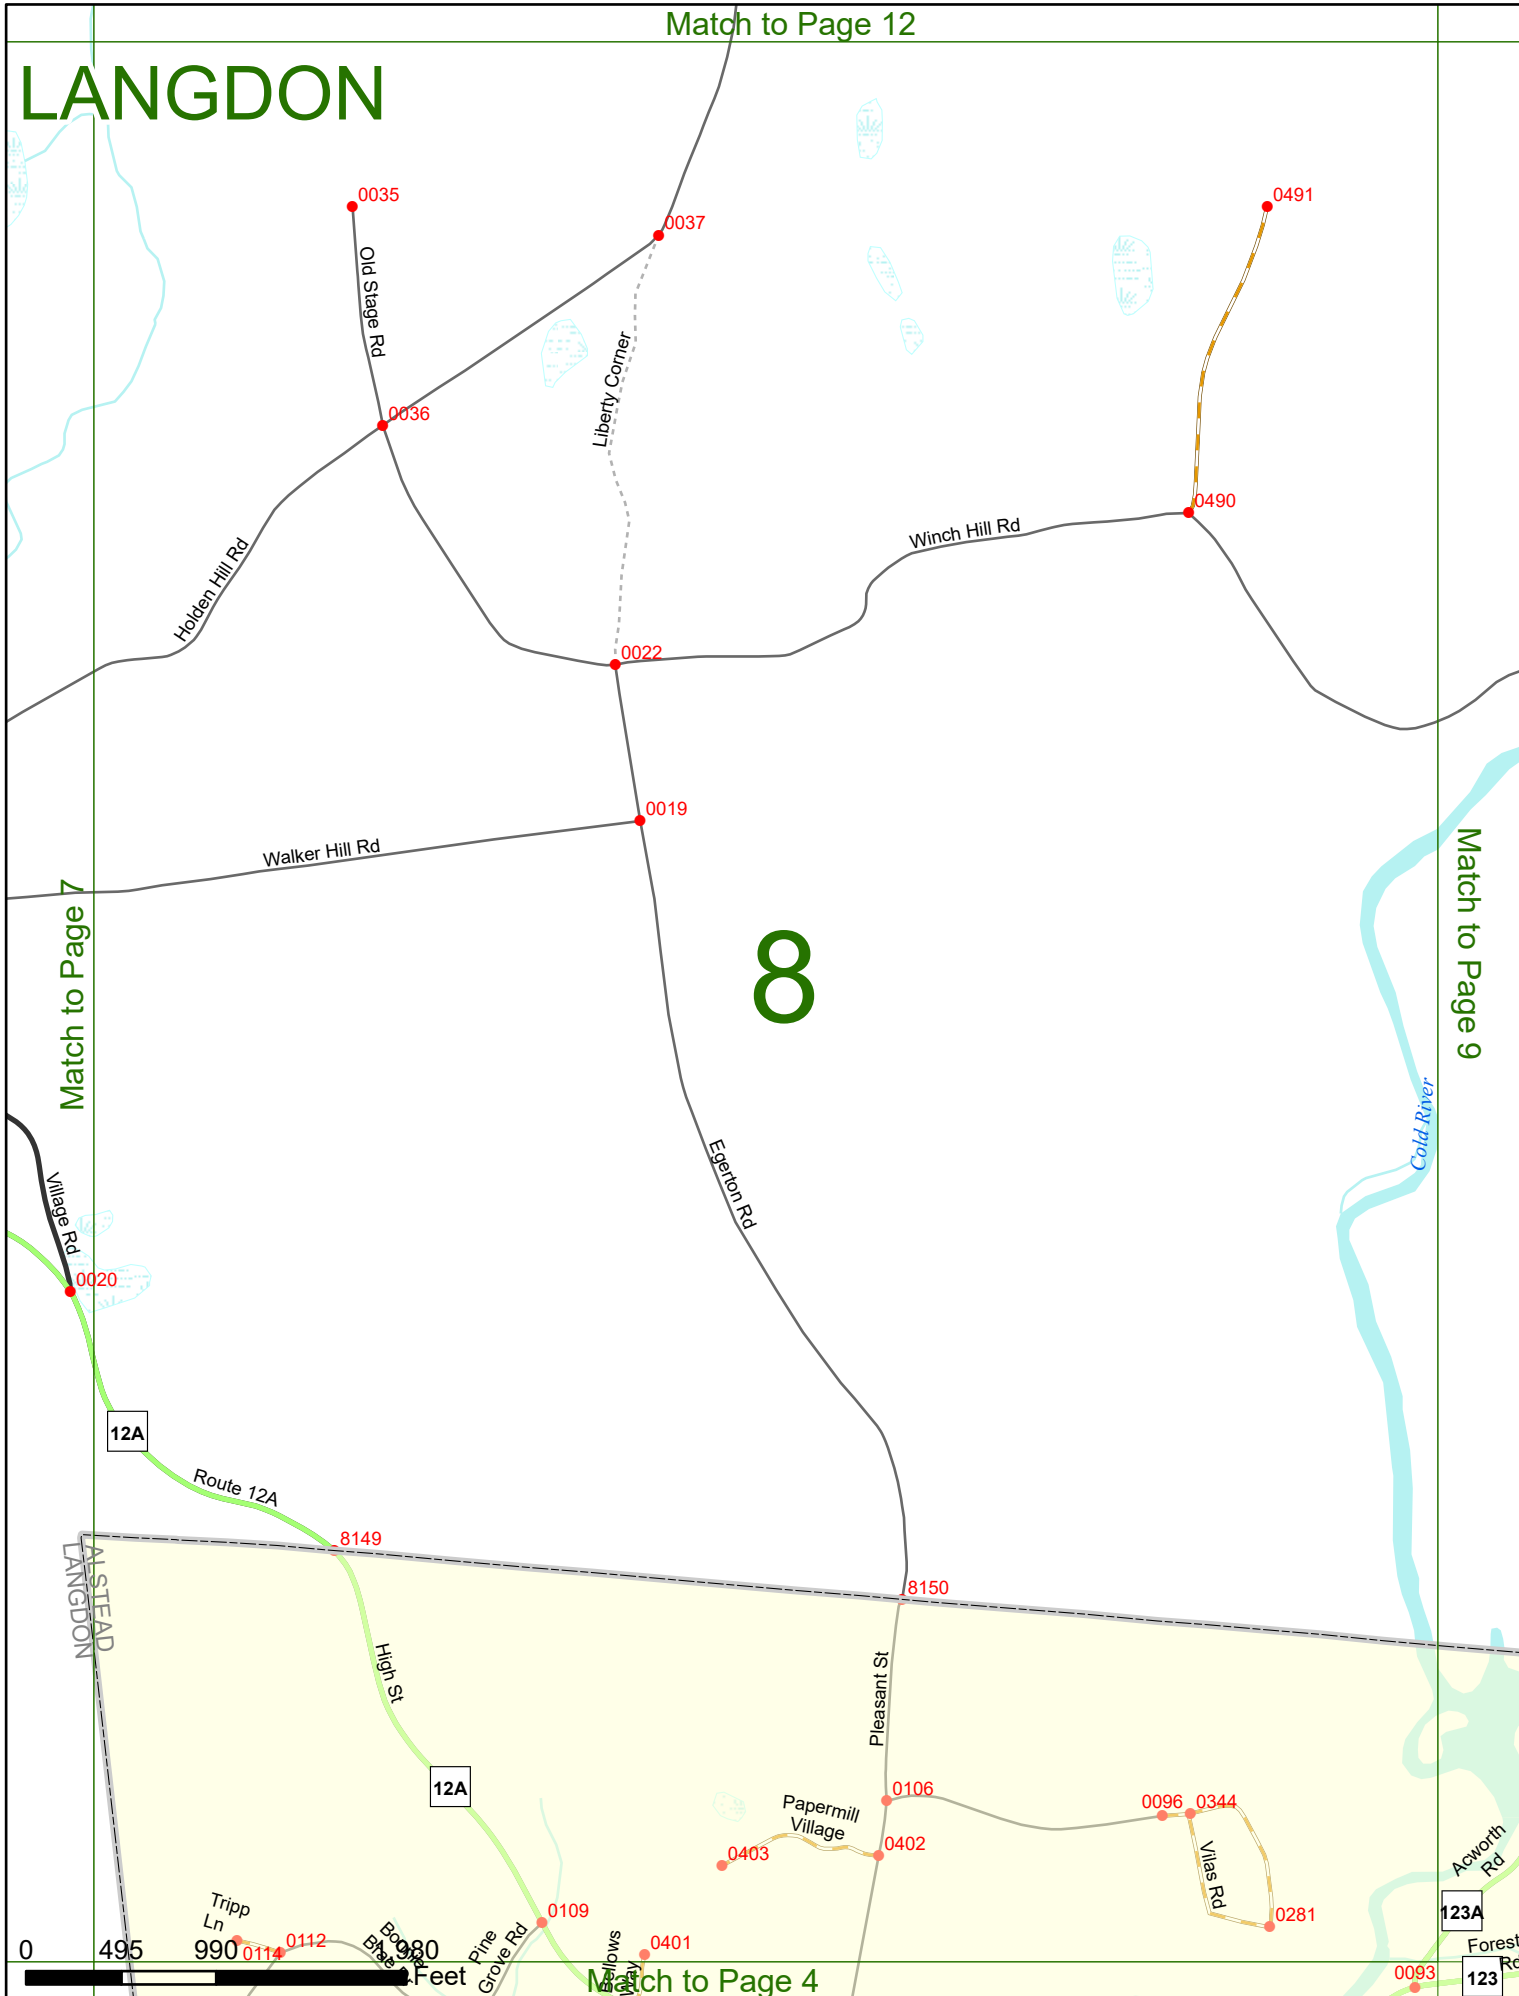 Match to Page 12
LANGDON
0035
0491
0037
Old Stage Rd
Liberty Corner
0036
0490
Winch Hill Rd
Holden Hill Rd
0022
0019
Walker Hill Rd
Match to Page 7
8
Match to Page 9
Cold River
Egerton Rd
Village Rd
0020
12A
Route 12A
8149
ALSTEAD
LANGDON
8150
High St
Pleasant St
12A
0106
Papermill
Village
0096
0344
0402
0403
Vilas Rd
Acworth
Rd
Tripp
Ln
0109
0281
123A
0112
0114
Pine
Grove Rd
Bellows
Way
0401
Forest
Rd
0 495 990 1,980
Feet
Match to Page 4
0093
123